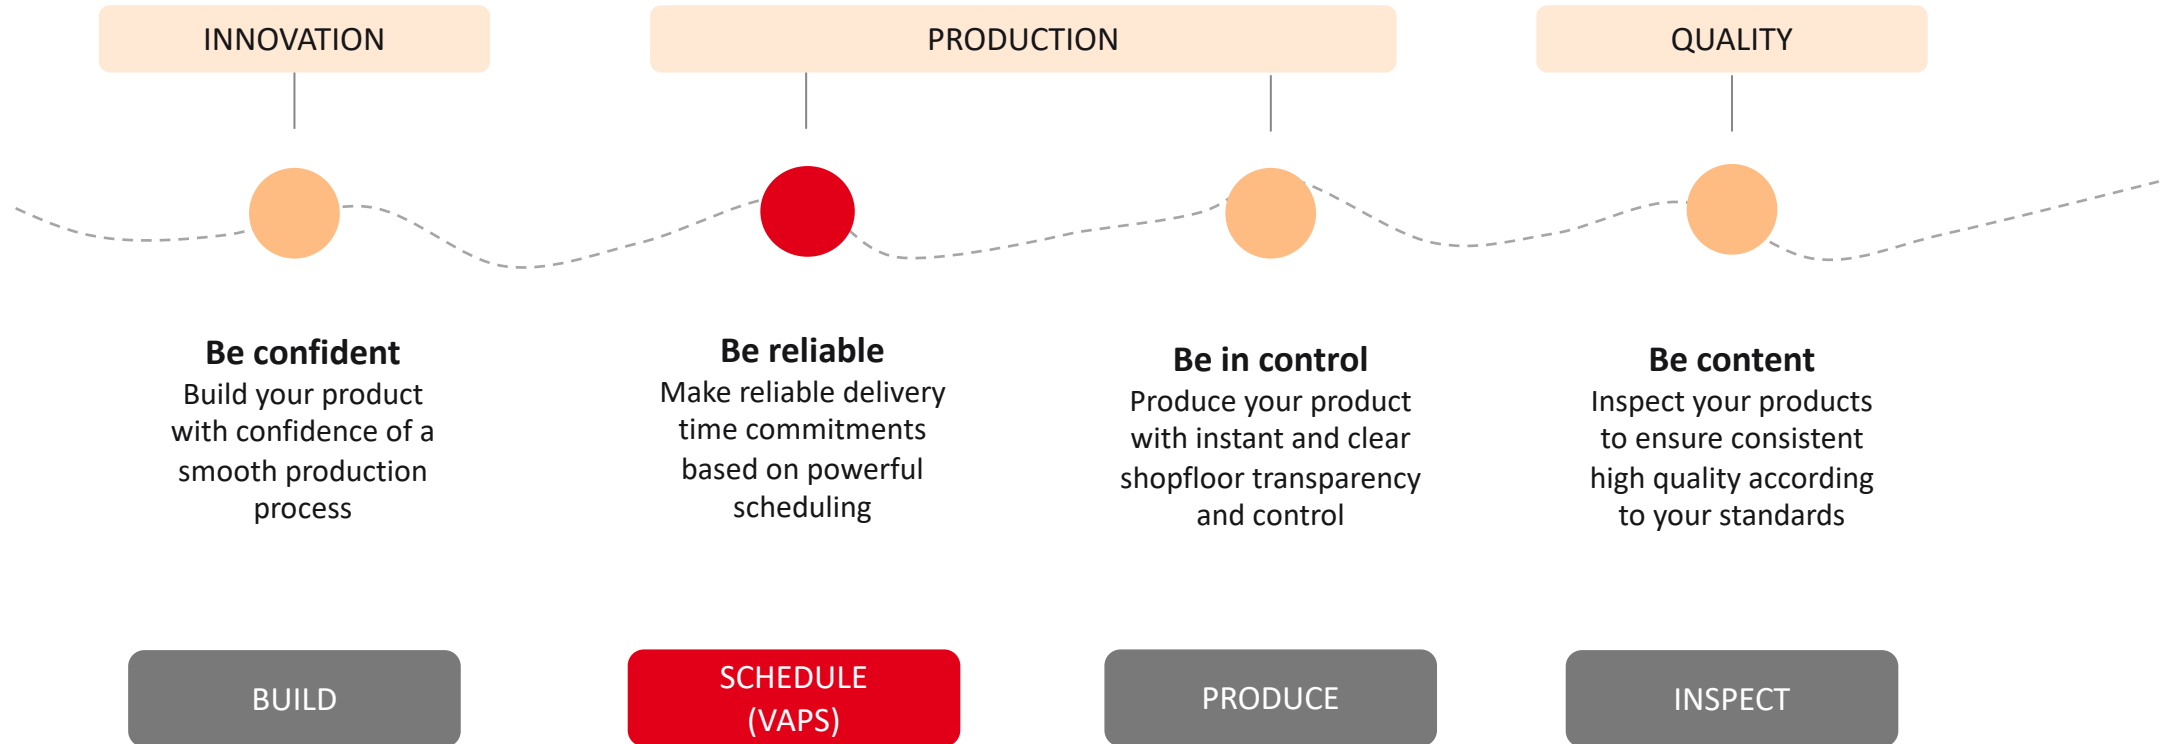 INNOVATION
PRODUCTION
QUALITY
Be confident
Build your product
with confidence of a
smooth production
process
Be reliable
Make reliable delivery
time commitments
based on powerful
scheduling
Be in control
Produce your product
with instant and clear
shopfloor transparency
and control
Be content
Inspect your products
to ensure consistent
high quality according
to your standards
BUILD
SCHEDULE
(VAPS)
PRODUCE
INSPECT